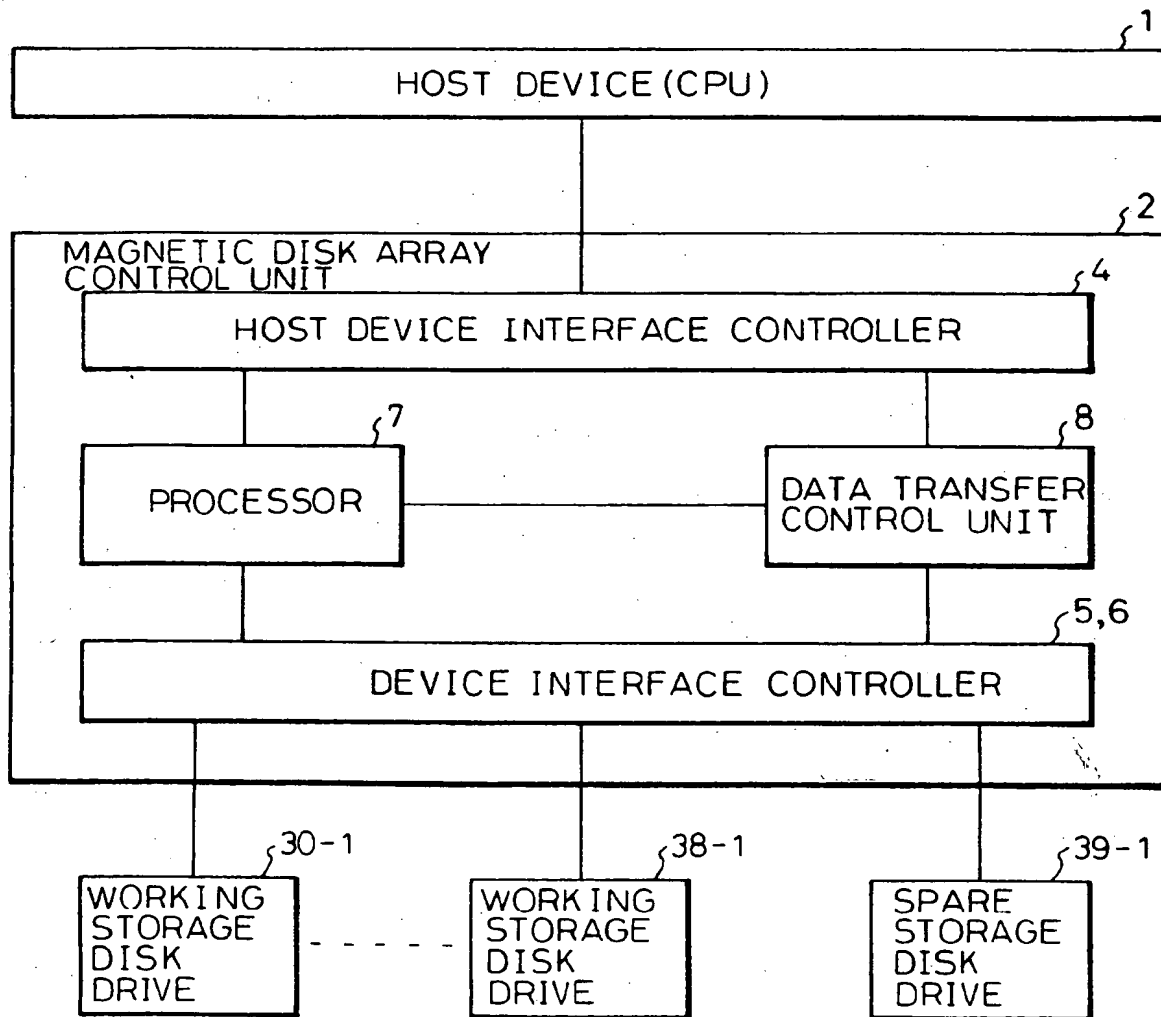 1
HOST DEVICE(CPU)
2
MAGNETIC DISK ARRAY
CONTROL UNIT
4
HOST DEVICE INTERFACE CONTROLLER
7
8
PROCESSOR
DATA TRANSFER
CONTROL UNIT
5,6
DEVICE INTERFACE CONTROLLER
30-1
38-1
39-1
WORKING
STORAGE
DISK
DRIVE
WORKING
STORAGE
DISK
DRIVE
SPARE
STORAGE
DISK
DRIVE